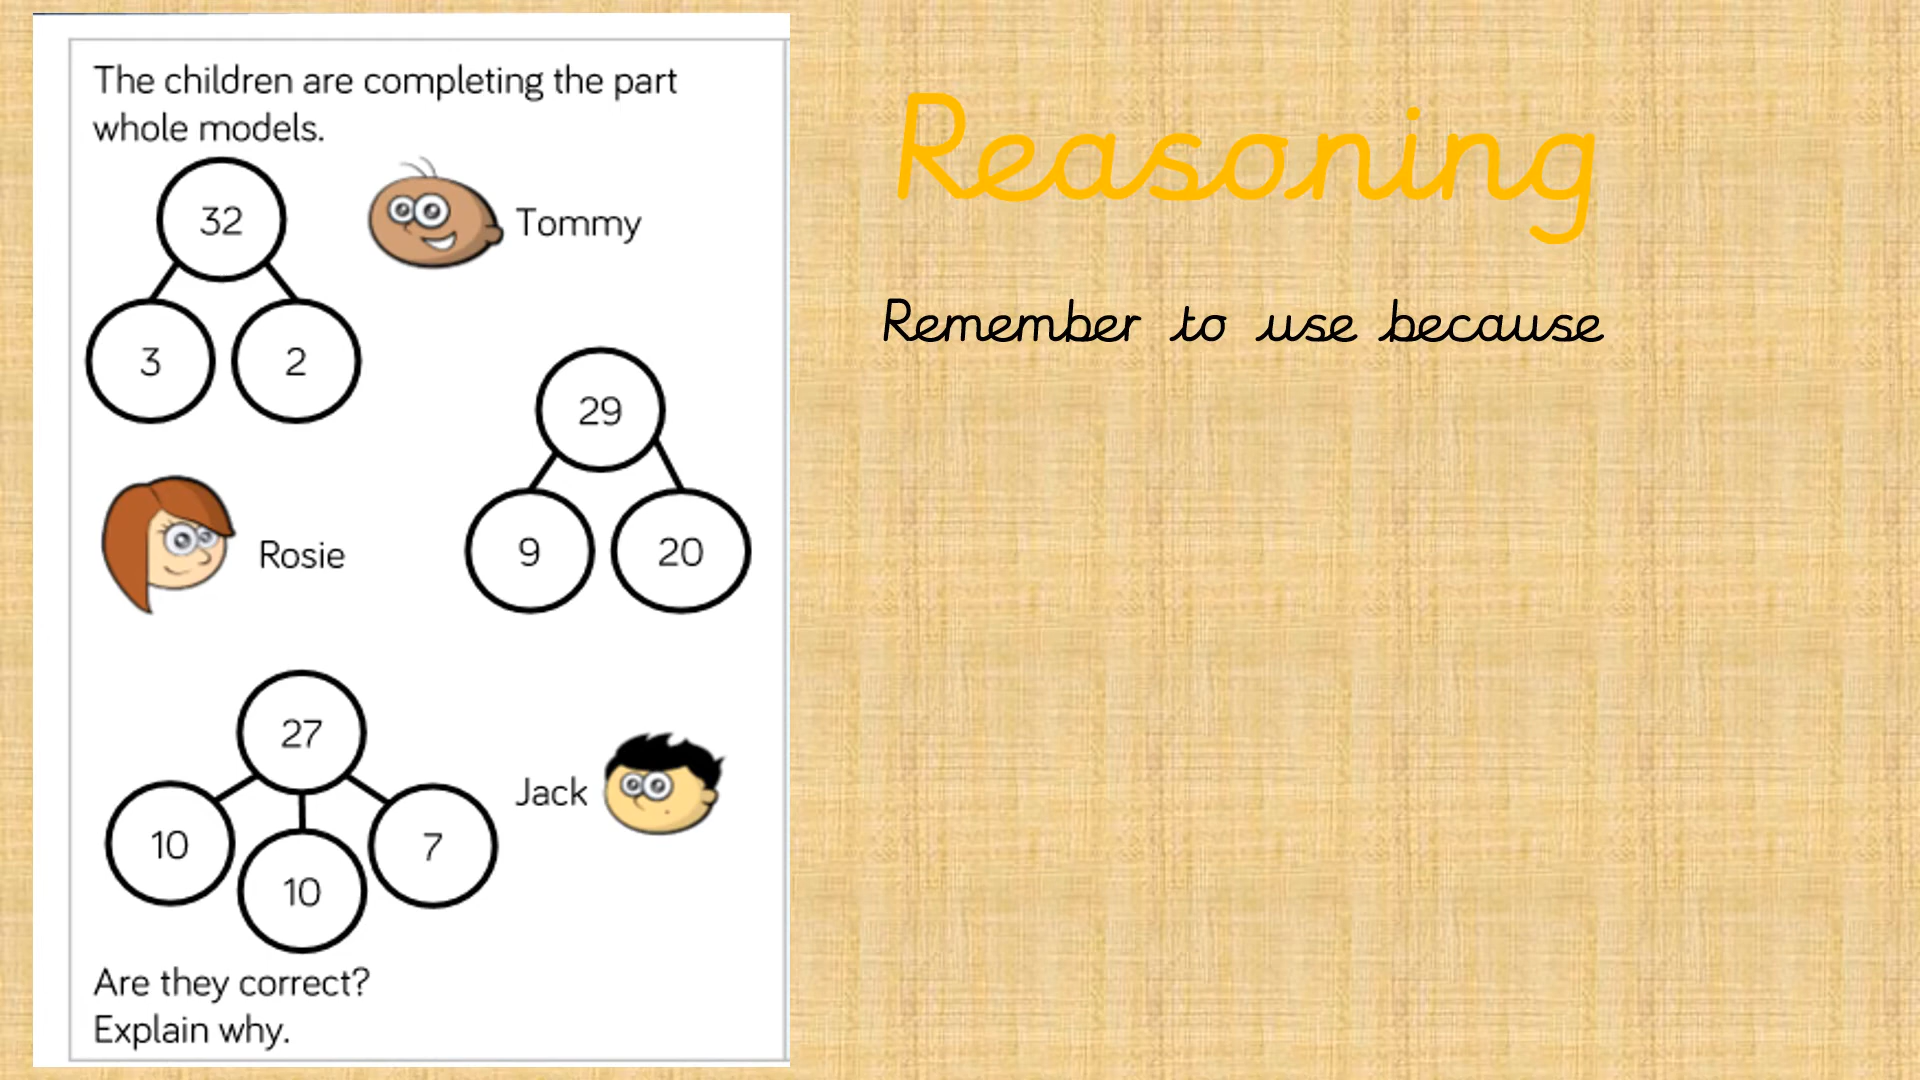 The children are completing the part
whole models.
32
Tommy
3 2
29
9 20
Rosie
27
Jack
10 10 7
Are they correct?
Explain why.
Reasoning
Remember to use because